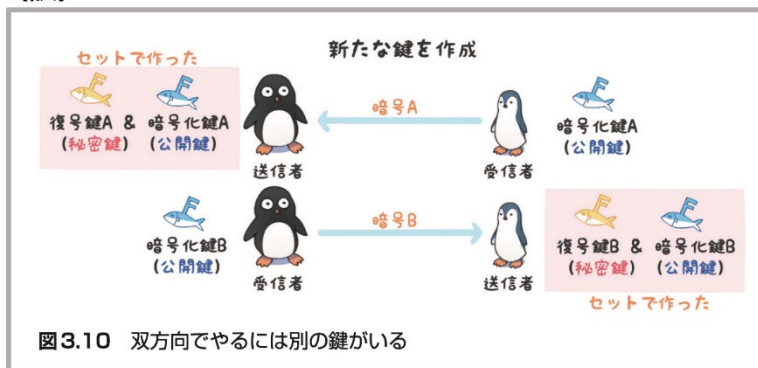 新たな鍵を作成
セットで作った
復号鍵A & 暗号化鍵A
(秘密鍵) (公開鍵)
送信者
暗号A
受信者
暗号化鍵A
(公開鍵)
暗号化鍵B
(公開鍵)
受信者
暗号B
送信者
復号鍵B & 暗号化鍵B
(秘密鍵) (公開鍵)
セットで作った
図3.10 双方向でやるには別の鍵がいる